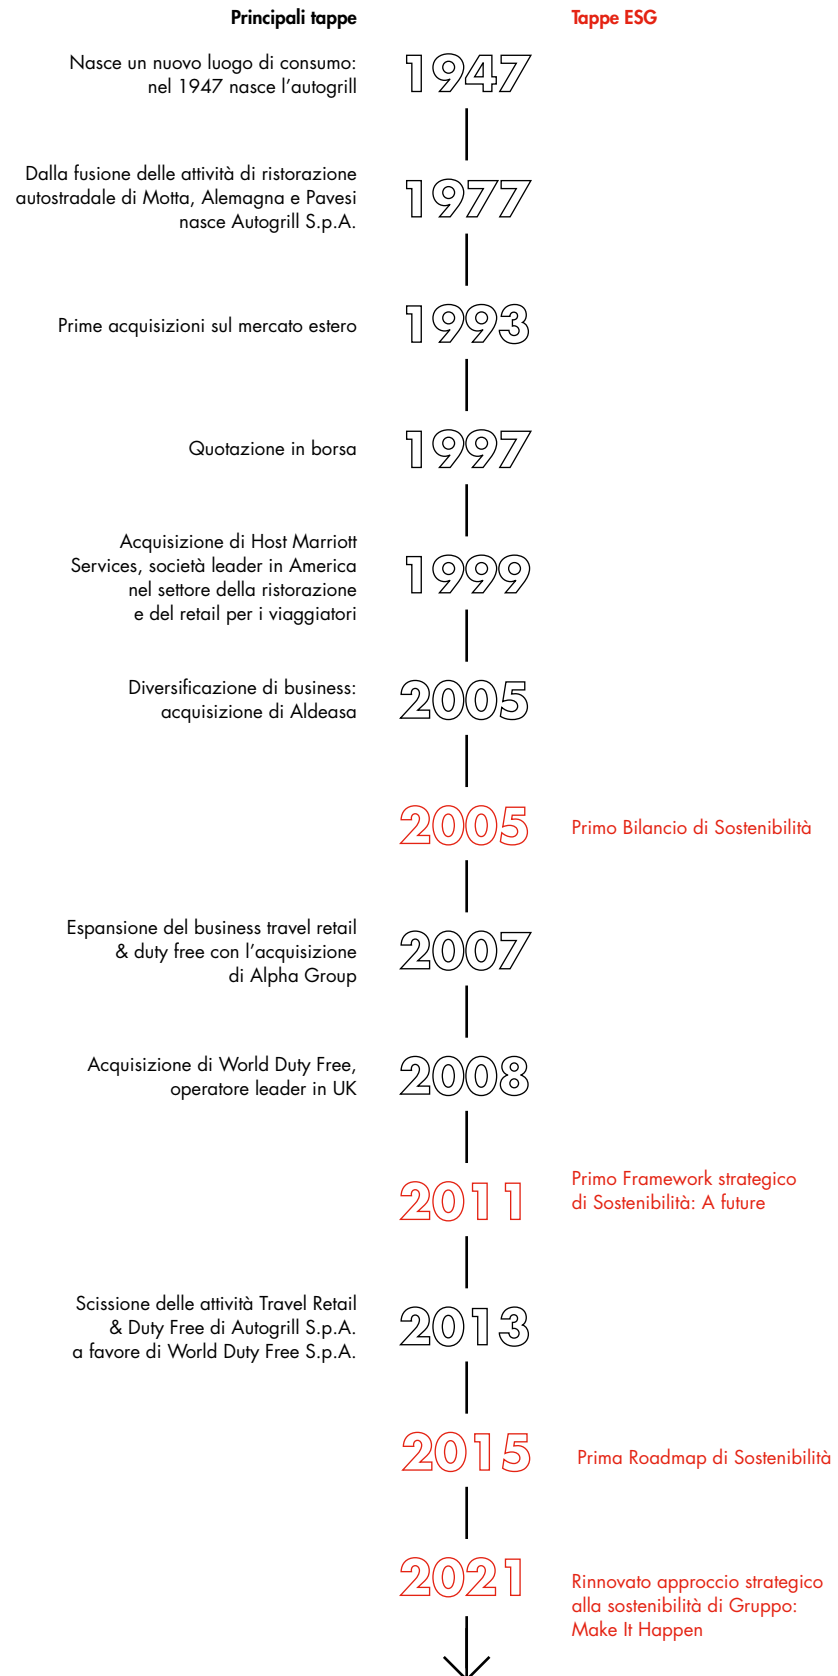 Principali tappe
Tappe ESG
Nasce un nuovo luogo di consumo:
nel 1947 nasce l’autogrill
1947
Dalla fusione delle attività di ristorazione
autostradale di Motta, Alemagna e Pavesi
nasce Autogrill S.p.A.
1977
Prime acquisizioni sul mercato estero
1993
Quotazione in borsa
1997
Acquisizione di Host Marriott
Services, società leader in America
nel settore della ristorazione
e del retail per i viaggiatori
1999
Diversificazione di business:
acquisizione di Aldeasa
2005
2005
Primo Bilancio di Sostenibilità
Espansione del business travel retail
& duty free con l’acquisizione
di Alpha Group
2007
Acquisizione di World Duty Free,
operatore leader in UK
2008
2011
Primo Framework strategico
di Sostenibilità: A future
Scissione delle attività Travel Retail
& Duty Free di Autogrill S.p.A.
a favore di World Duty Free S.p.A.
2013
2015
Prima Roadmap di Sostenibilità
2021
Rinnovato approccio strategico
alla sostenibilità di Gruppo:
Make It Happen